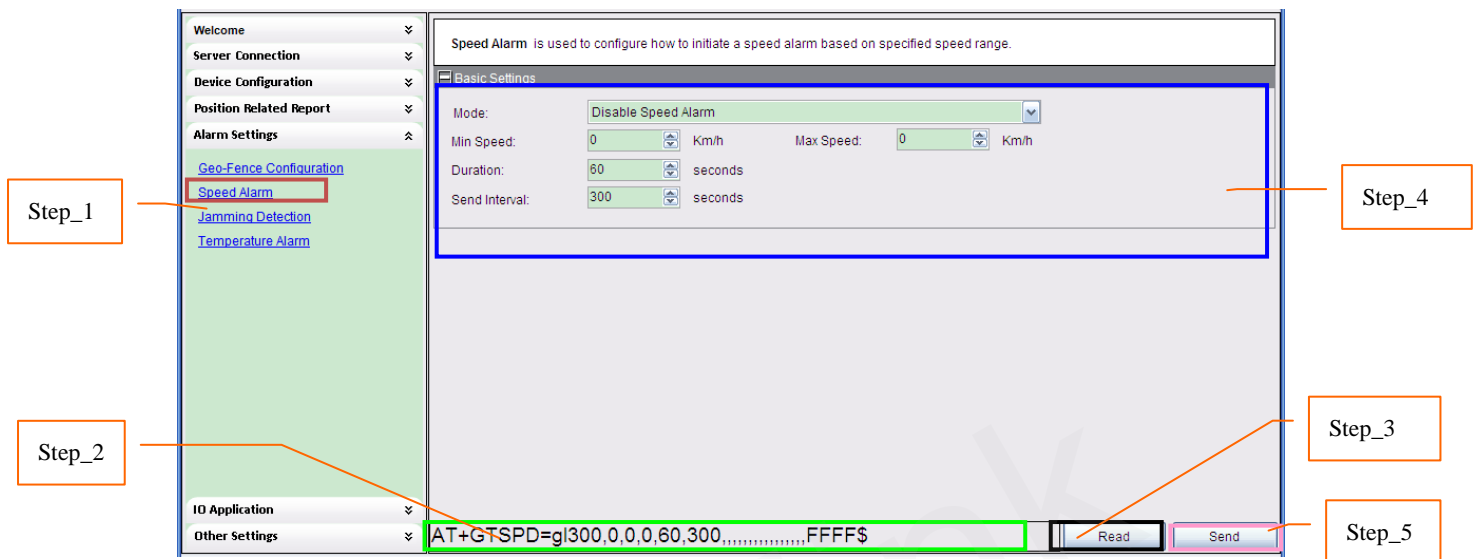 Welcome
Server Connection
Device Configuration
Position Related Report
Alarm Settings
Geo-Fence Configuration
Speed Alarm
Jamming Detection
Temperature Alarm
IO Application
Other Settings
Speed Alarm is used to configure how to initiate a speed alarm based on specified speed range.
Basic Settings
Mode: Disable Speed Alarm
Min Speed: 0 Km/h Max Speed: 0 Km/h
Duration: 60 seconds
Send Interval: 300 seconds
AT+GTSPD=gl300,0,0,0,60,300,,,,,,,,,,,,,,,,FFFF$
Read Send
Step_1
Step_2
Step_3
Step_4
Step_5